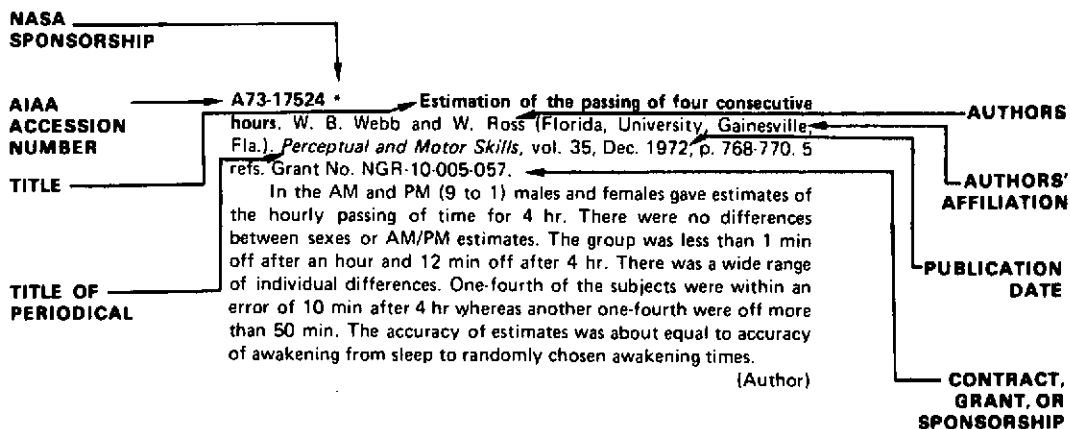 NASA
SPONSORSHIP
AIAA
ACCESSION
NUMBER
TITLE
TITLE OF
PERIODICAL
A73-17524 * Estimation of the passing of four consecutive
hours. W. B. Webb and W. Ross (Florida, University, Gainesville,
Fla.). Perceptual and Motor Skills, vol. 35, Dec. 1972, p. 768-770. 5
refs. Grant No. NGR-10-005-057.
In the AM and PM (9 to 1) males and females gave estimates of
the hourly passing of time for 4 hr. There were no differences
between sexes or AM/PM estimates. The group was less than 1 min
off after an hour and 12 min off after 4 hr. There was a wide range
of individual differences. One-fourth of the subjects were within an
error of 10 min after 4 hr whereas another one-fourth were off more
than 50 min. The accuracy of estimates was about equal to accuracy
of awakening from sleep to randomly chosen awakening times.
(Author)
AUTHORS
AUTHORS'
AFFILIATION
PUBLICATION
DATE
CONTRACT,
GRANT, OR
SPONSORSHIP